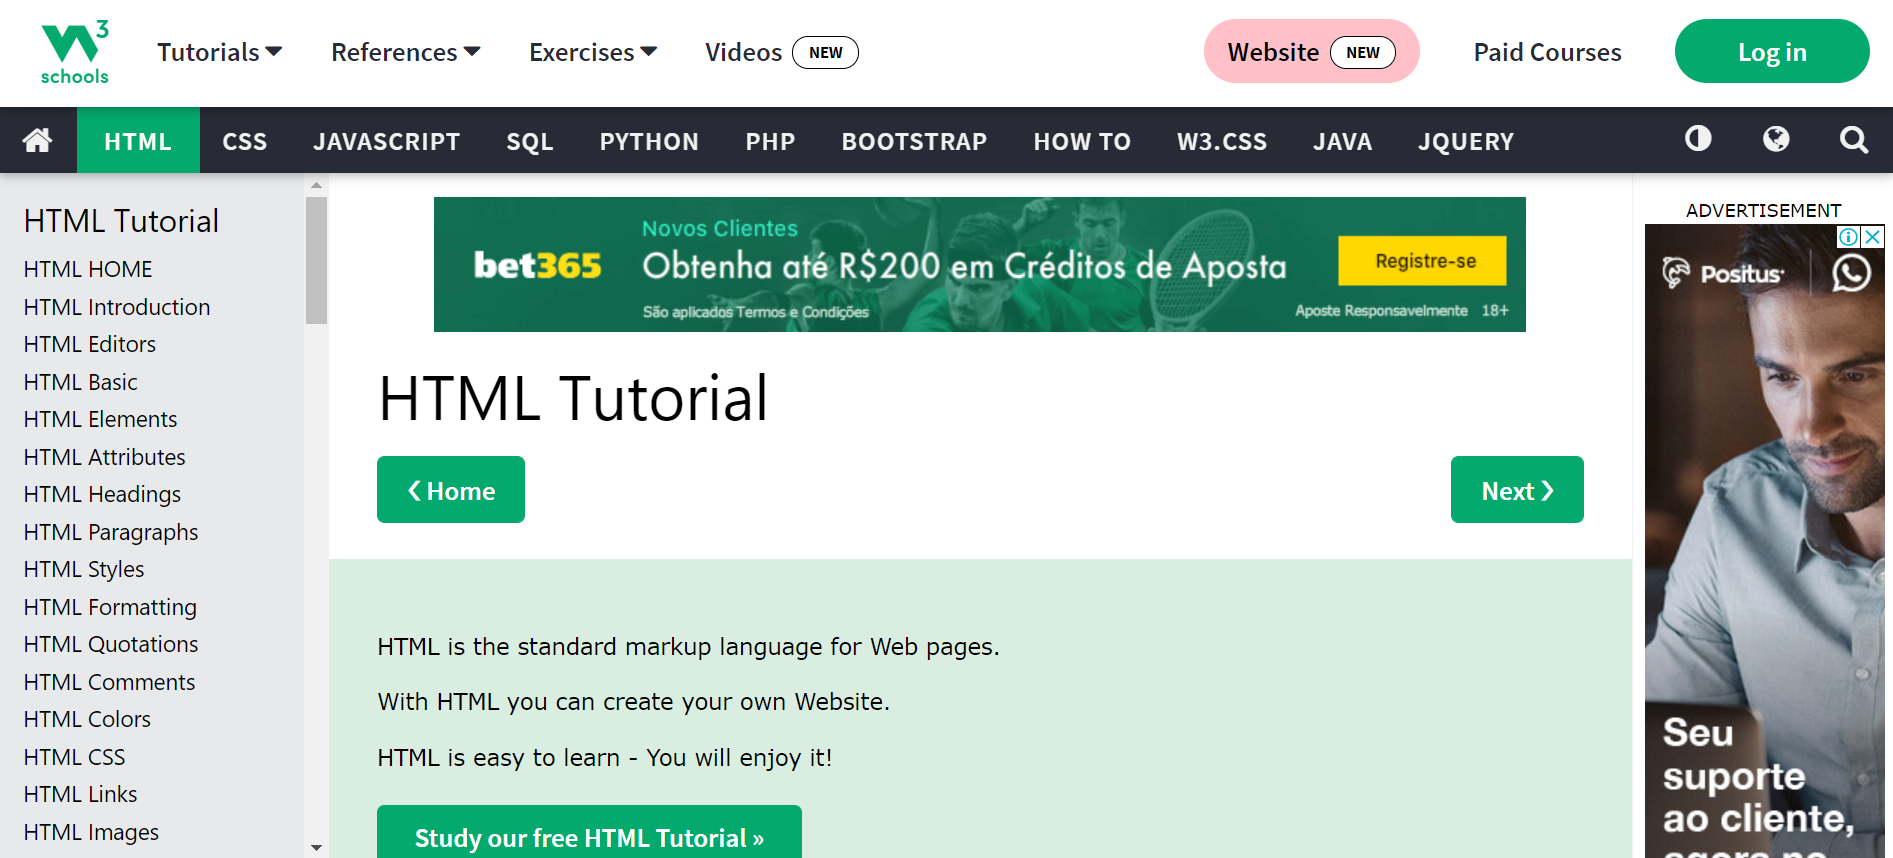 3
schools
Tutorials
References
Exercises
Videos NEW
Website NEW
Paid Courses
Log in
HTML
CSS
JAVASCRIPT
SQL
PYTHON
PHP
BOOTSTRAP
HOW TO
W3.CSS
JAVA
JQUERY
HTML Tutorial
HTML HOME
HTML Introduction
HTML Editors
HTML Basic
HTML Elements
HTML Attributes
HTML Headings
HTML Paragraphs
HTML Styles
HTML Formatting
HTML Quotations
HTML Comments
HTML Colors
HTML CSS
HTML Links
HTML Images
bet365
Novos Clientes
Obtenha até R$200 em Créditos de Aposta
São aplicados Termos e Condições
Registre-se
Aposte Responsavelmente 18+
HTML Tutorial
❮ Home
Next ❯
HTML is the standard markup language for Web pages.
With HTML you can create your own Website.
HTML is easy to learn - You will enjoy it!
Study our free HTML Tutorial »
ADVERTISEMENT
Positus
Seu
suporte
ao cliente,
agora no